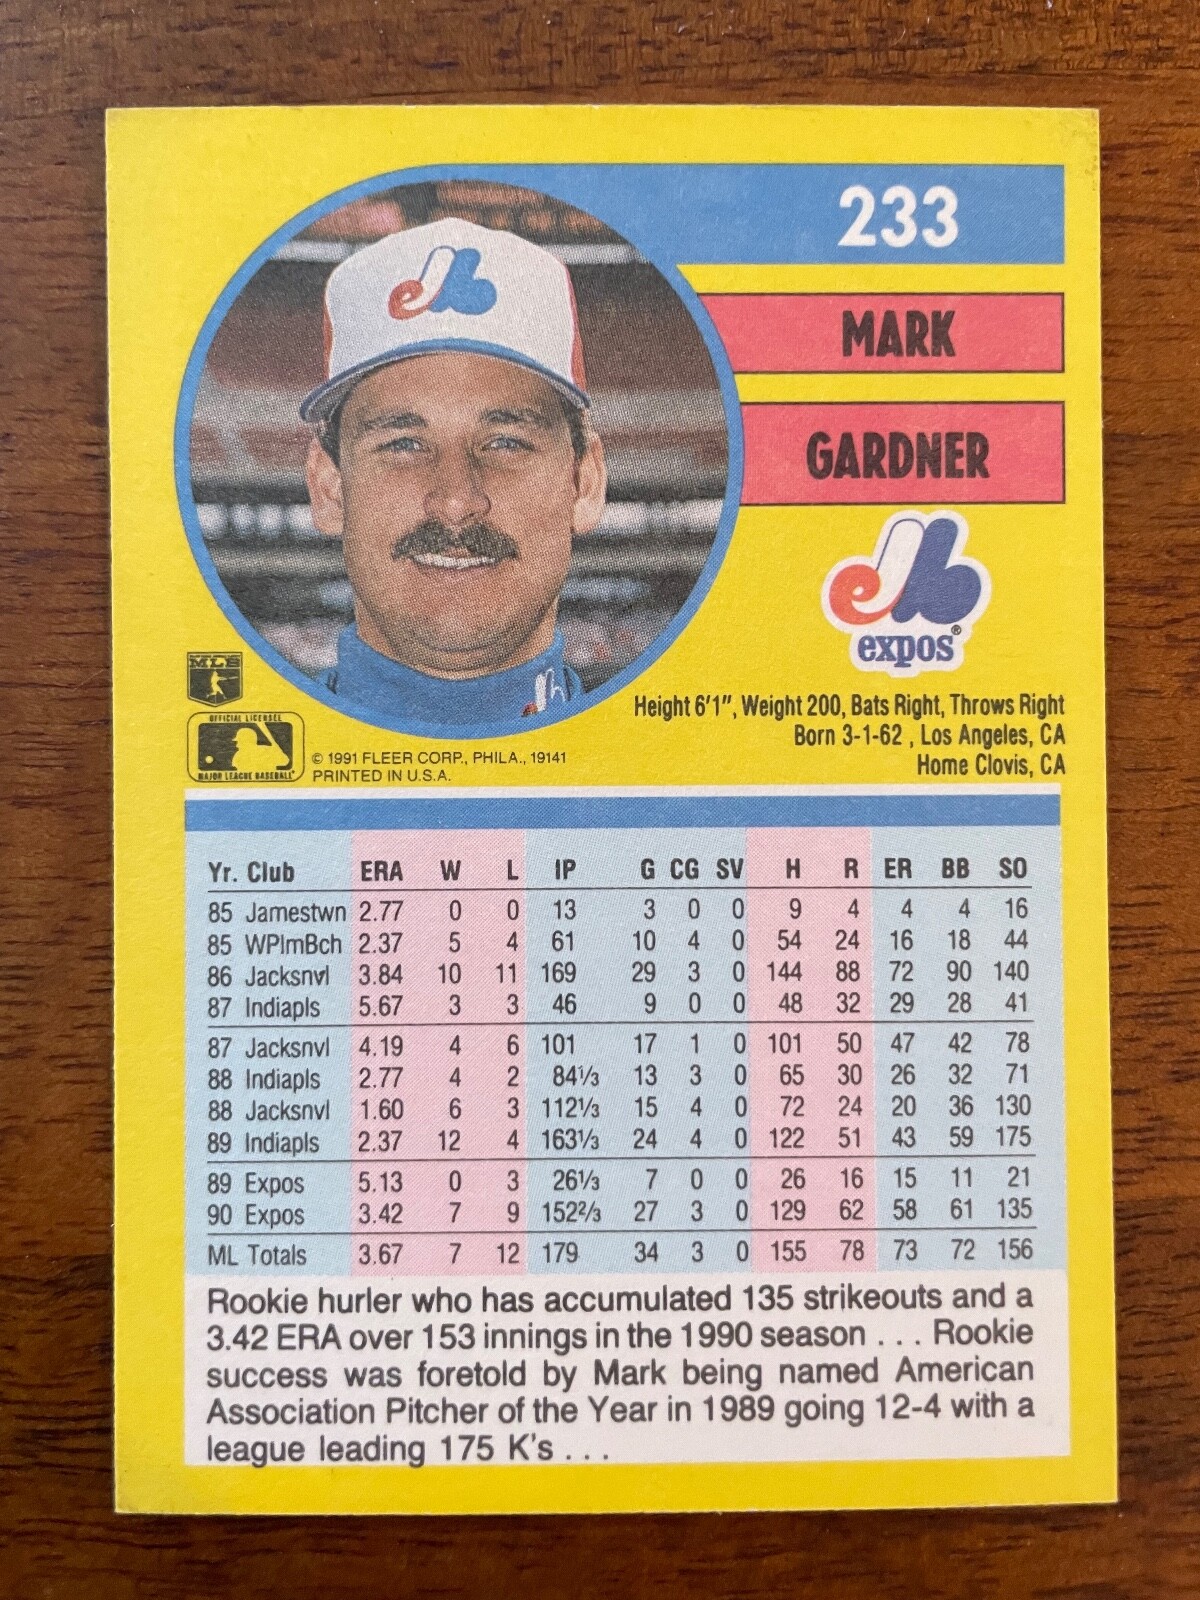 233
MARK
GARDNER
expos®
Height 6'1", Weight 200, Bats Right, Throws Right
Born 3-1-62 , Los Angeles, CA
Home Clovis, CA
OFFICIAL LICENSEE
MAJOR LEAGUE BASEBALL
© 1991 FLEER CORP., PHILA., 19141
PRINTED IN U.S.A.
Yr. Club ERA W L IP G CG SV H R ER BB SO
85 Jamestwn 2.77 0 0 13 3 0 0 9 4 4 4 16
85 WPlmBch 2.37 5 4 61 10 4 0 54 24 16 18 44
86 Jacksnvl 3.84 10 11 169 29 3 0 144 88 72 90 140
87 Indiapls 5.67 3 3 46 9 0 0 48 32 29 28 41
87 Jacksnvl 4.19 4 6 101 17 1 0 101 50 47 42 78
88 Indiapls 2.77 4 2 84⅓ 13 3 0 65 30 26 32 71
88 Jacksnvl 1.60 6 3 112⅓ 15 4 0 72 24 20 36 130
89 Indiapls 2.37 12 4 163⅓ 24 4 0 122 51 43 59 175
89 Expos 5.13 0 3 26⅓ 7 0 0 26 16 15 11 21
90 Expos 3.42 7 9 152⅔ 27 3 0 129 62 58 61 135
ML Totals 3.67 7 12 179 34 3 0 155 78 73 72 156
Rookie hurler who has accumulated 135 strikeouts and a
3.42 ERA over 153 innings in the 1990 season . . . Rookie
success was foretold by Mark being named American
Association Pitcher of the Year in 1989 going 12-4 with a
league leading 175 K's . . .